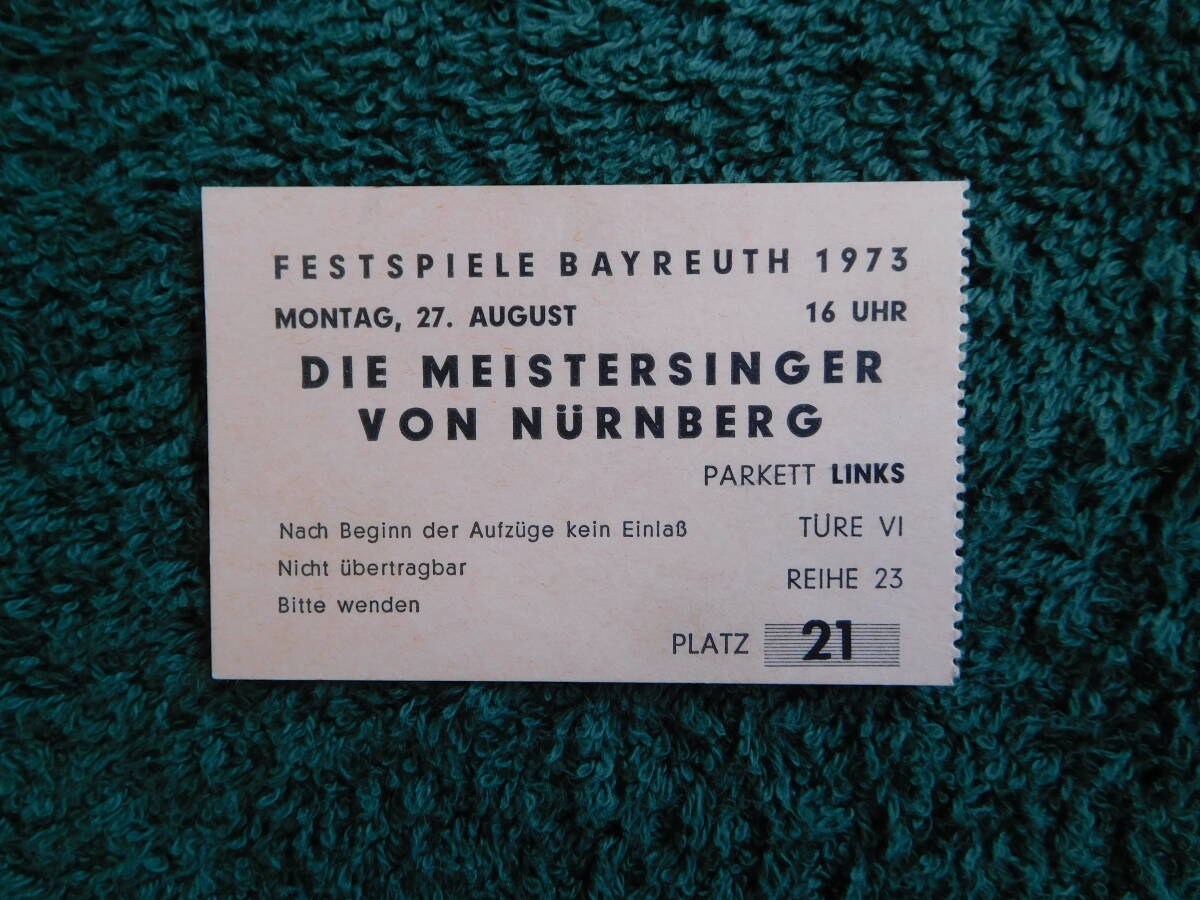 FESTSPIELE BAYREUTH 1973
MONTAG, 27. AUGUST 16 UHR
DIE MEISTERSINGER
VON NÜRNBERG
PARKETT LINKS
Nach Beginn der Aufzüge kein Einlaß TÜRE VI
Nicht übertragbar REIHE 23
Bitte wenden
PLATZ 21